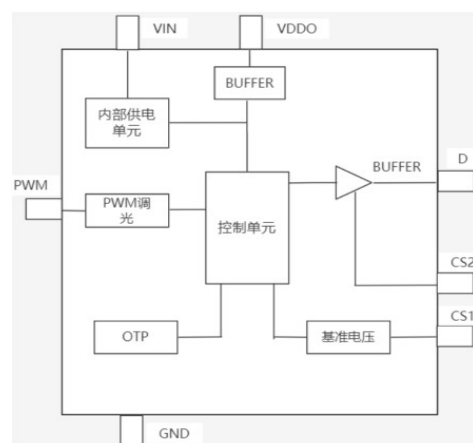 VIN
VDDO
BUFFER
内部供电
单元
D
BUFFER
PWM
PWM调
光
控制单元
CS2
CS1
OTP
基准电压
GND